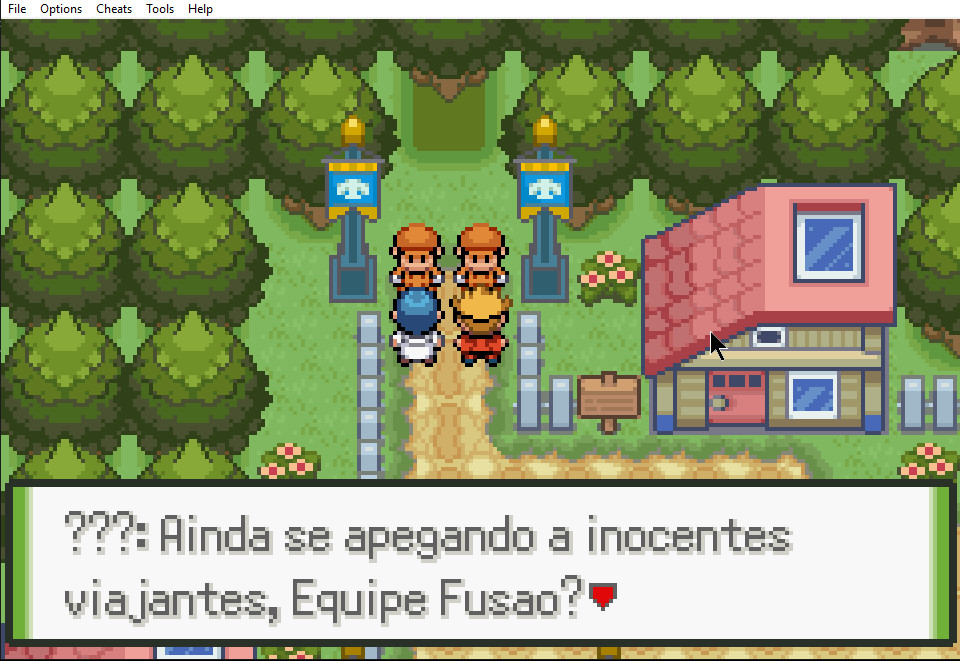 File Options Cheats Tools Help
???: Ainda se apegando a inocentes
viajantes, Equipe Fusao?